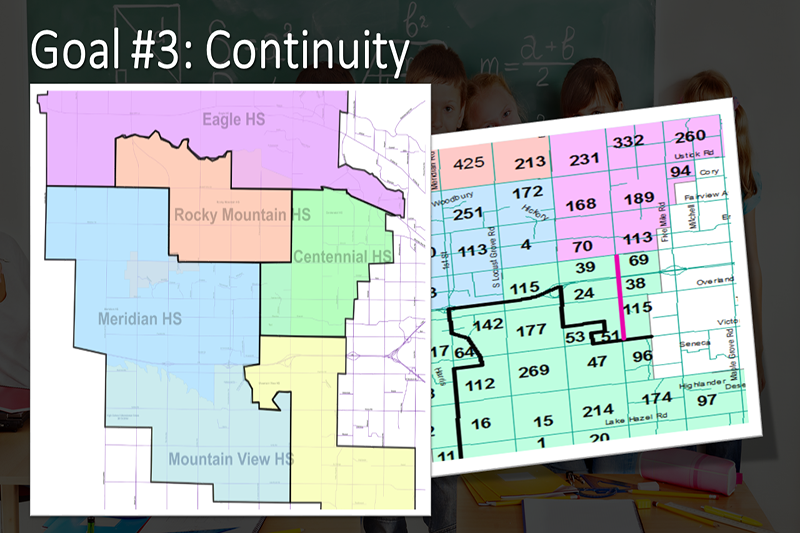 Goal #3: Continuity
Eagle HS
Rocky Mountain HS
Centennial HS
Meridian HS
Mountain View HS
425 213 231 332 260
Ustick Rd
94 Cory
Meridian Rd
Woodbury
172
168 189
Fairview A
251
Hickory
Mitchell
Five Mile Rd
S Locust Grove Rd
113 4 70 113
39 69
115 24 38
Overland
142 177 115
Victo
53 51
Seneca
17 64
269 47 96
Maple Grove Rd
Harris
112
Highlander
Dese
16 15 214 174 97
Lake Hazel Rd
11 1 20